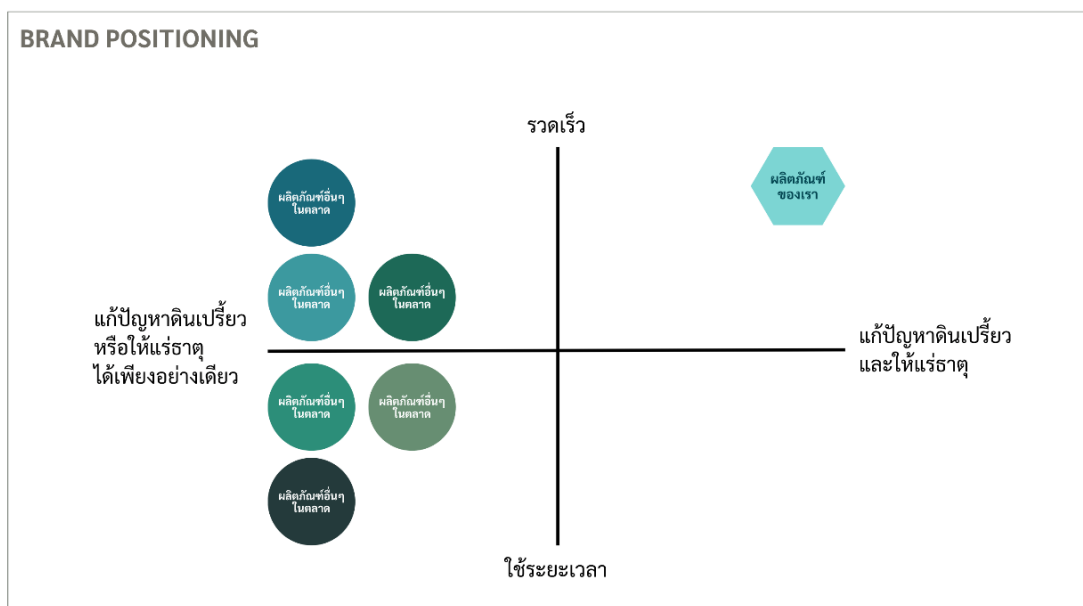 BRAND POSITIONING
รวดเร็ว
ผลิตภัณฑ์
ของเรา
ผลิตภัณฑ์อื่นๆ
ในตลาด
ผลิตภัณฑ์อื่นๆ
ในตลาด
ผลิตภัณฑ์อื่นๆ
ในตลาด
แก้ปัญหาดินเปรี้ยว
หรือให้แร่ธาตุ
ได้เพียงอย่างเดียว
แก้ปัญหาดินเปรี้ยว
และให้แร่ธาตุ
ผลิตภัณฑ์อื่นๆ
ในตลาด
ผลิตภัณฑ์อื่นๆ
ในตลาด
ผลิตภัณฑ์อื่นๆ
ในตลาด
ใช้ระยะเวลา